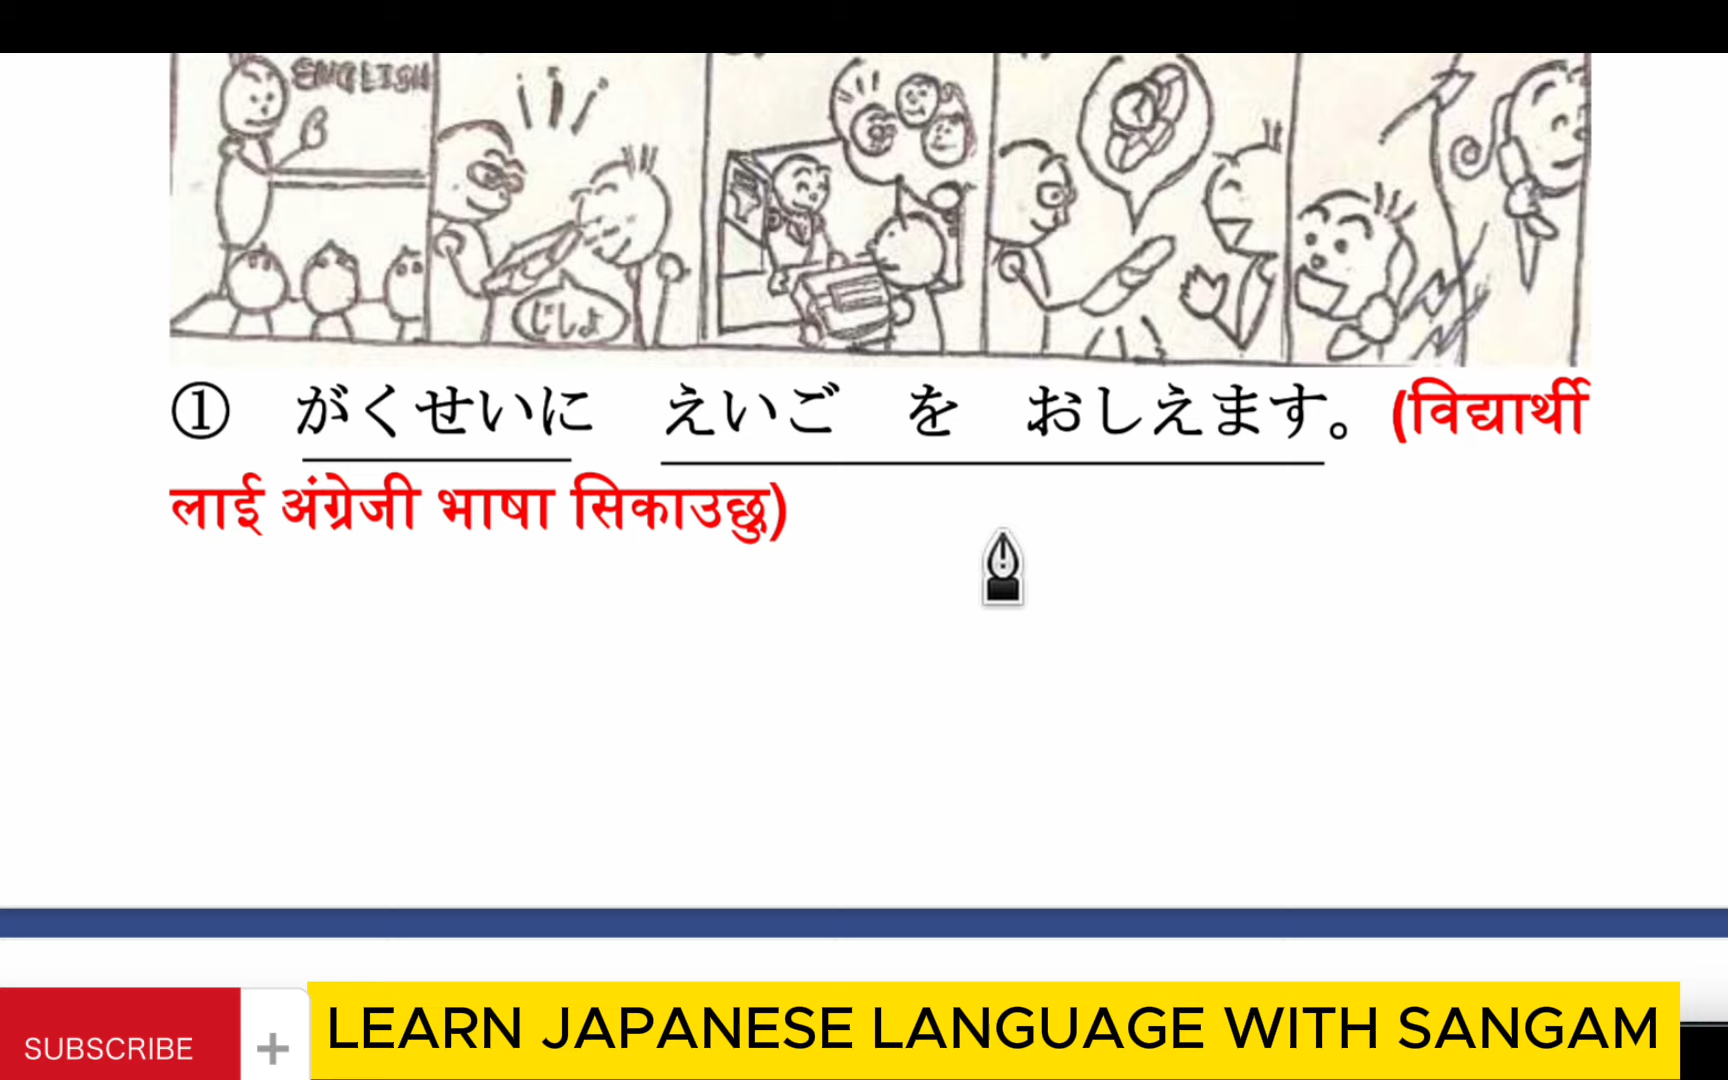 ENGLISH
じしょ
① がくせいに えいご を おしえます。(विद्यार्थी
लाई अंग्रेजी भाषा सिकाउछु)
SUBSCRIBE +
LEARN JAPANESE LANGUAGE WITH SANGAM